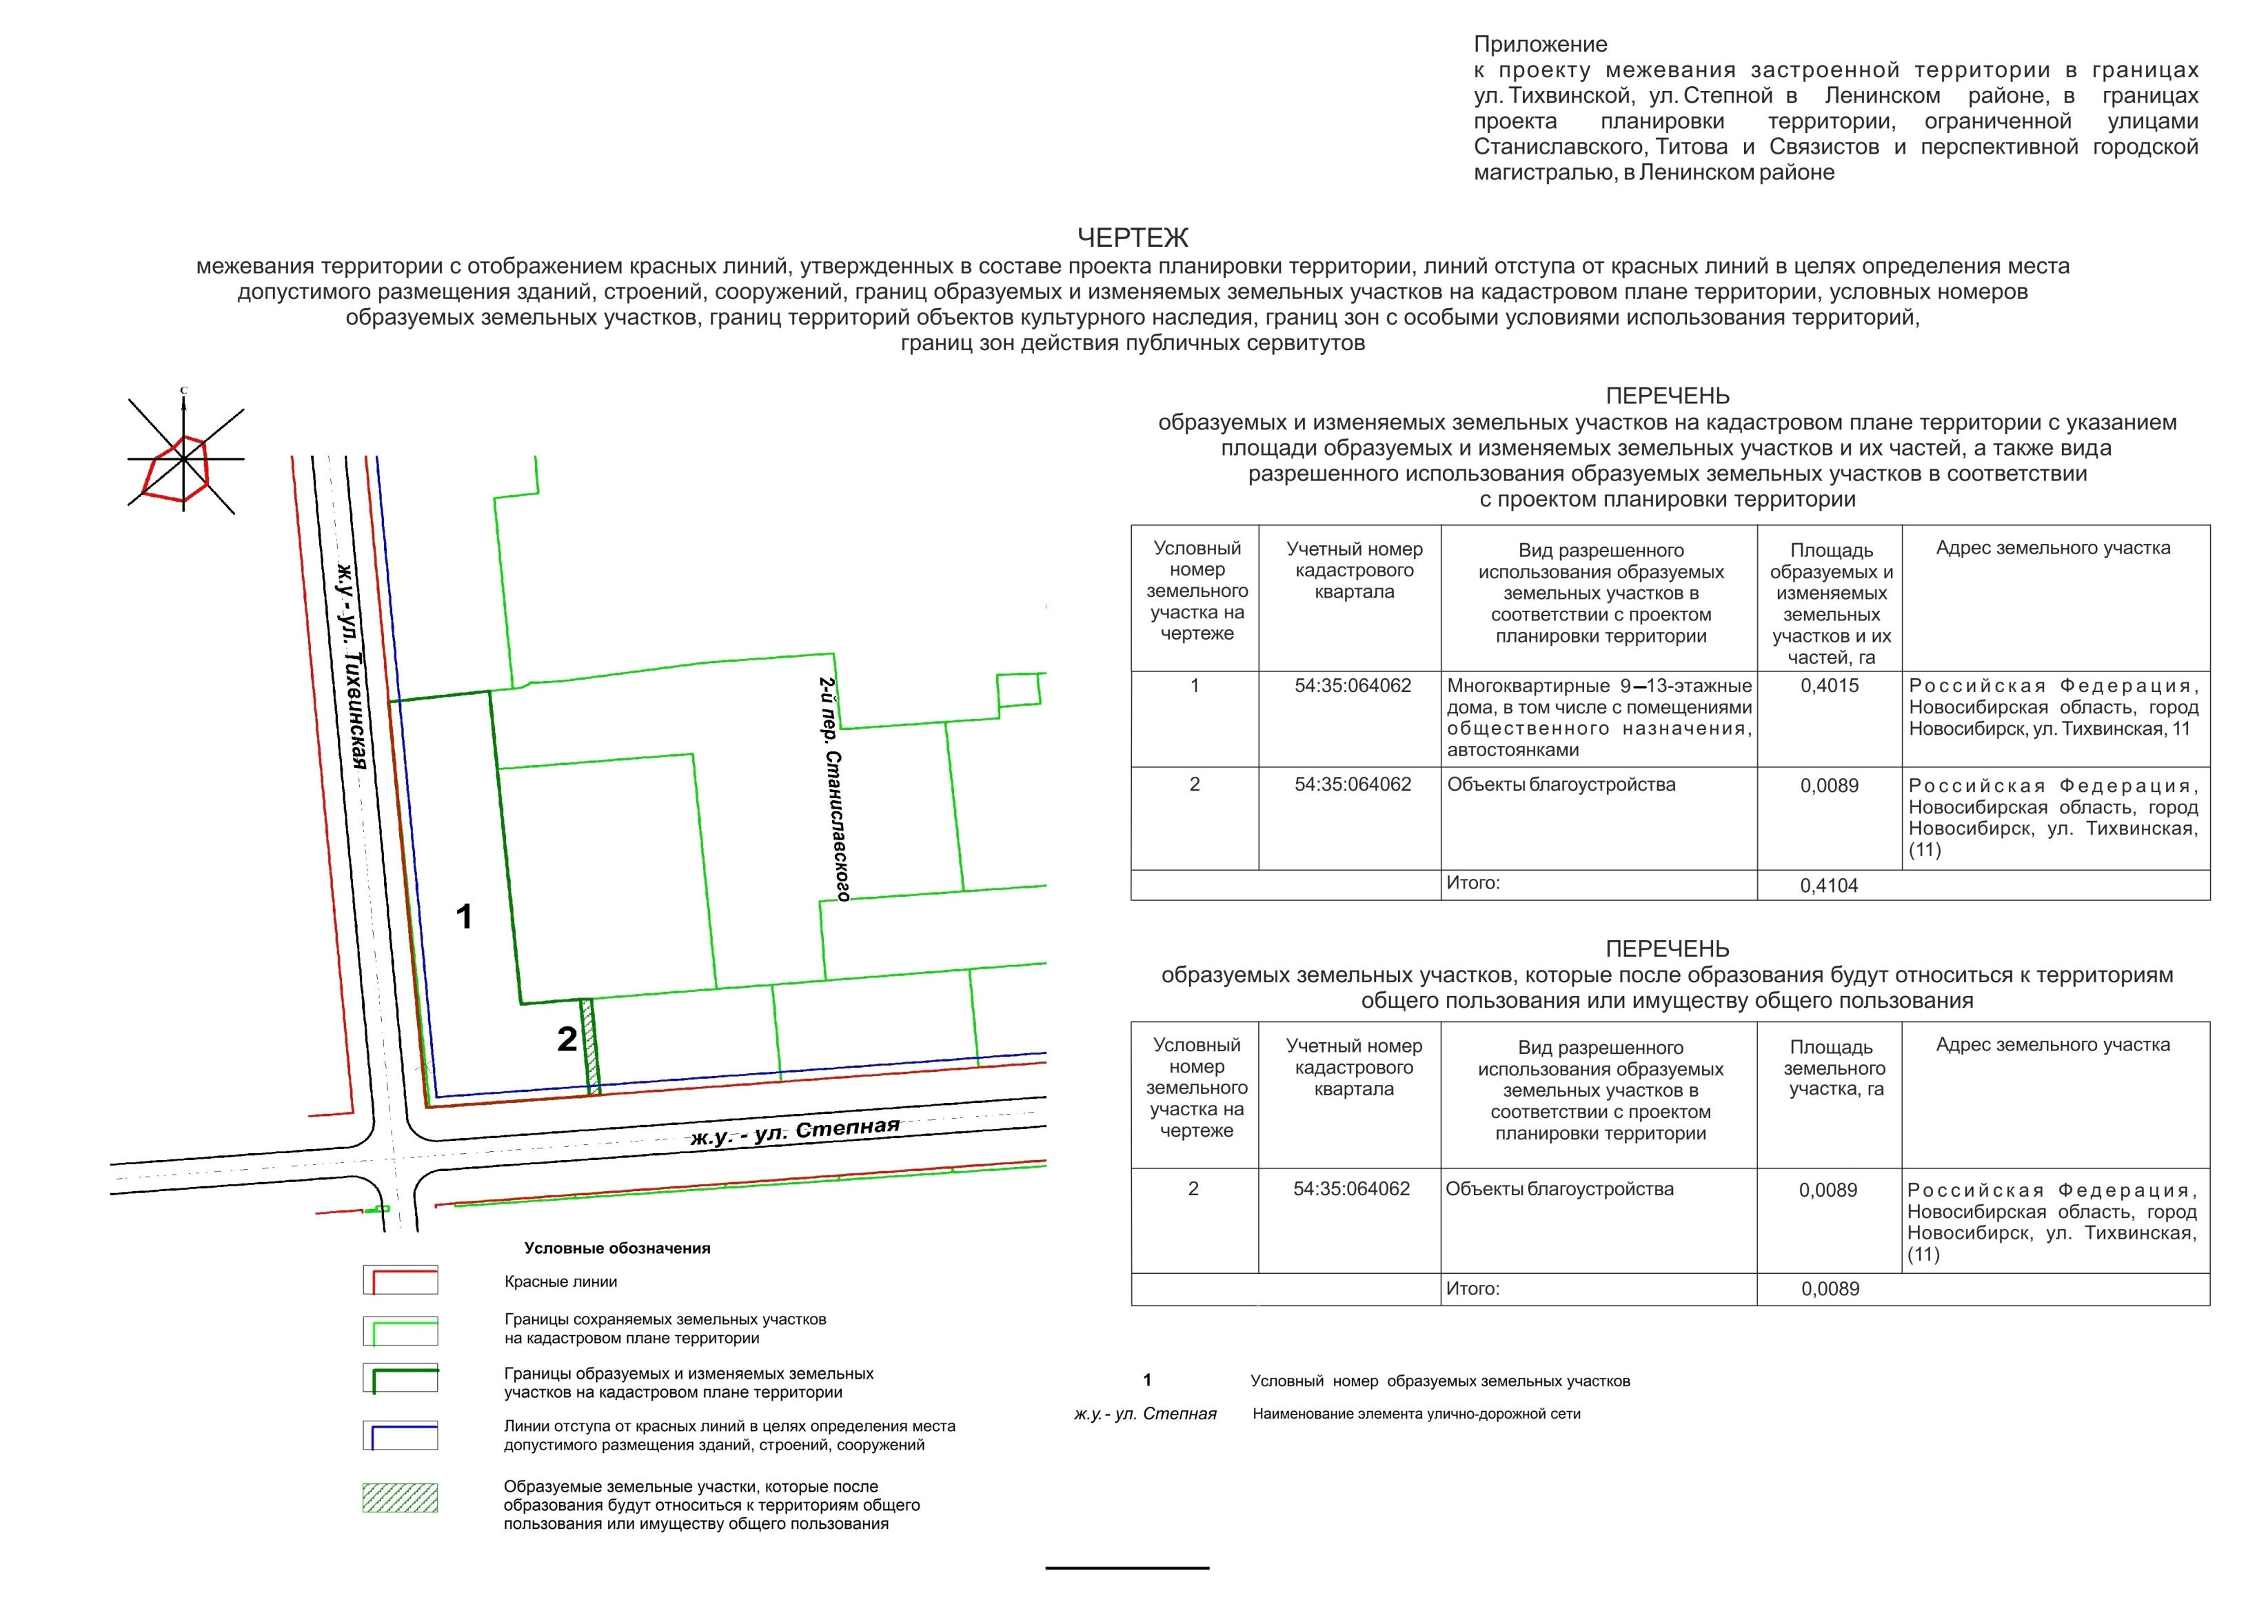 Приложение
к проекту межевания застроенной территории в границах
ул. Тихвинской, ул. Степной в Ленинском районе, в границах
проекта планировки территории, ограниченной улицами
Станиславского, Титова и Связистов и перспективной городской
магистралью, в Ленинском районе
ЧЕРТЕЖ
межевания территории с отображением красных линий, утвержденных в составе проекта планировки территории, линий отступа от красных линий в целях определения места
допустимого размещения зданий, строений, сооружений, границ образуемых и изменяемых земельных участков на кадастровом плане территории, условных номеров
образуемых земельных участков, границ территорий объектов культурного наследия, границ зон с особыми условиями использования территорий,
границ зон действия публичных сервитутов
С
ж.у - ул. Тихвинская
2-й пер. Станиславского
1
2
ж.у. - ул. Степная
Условные обозначения
Красные линии
Границы сохраняемых земельных участков
на кадастровом плане территории
Границы образуемых и изменяемых земельных
участков на кадастровом плане территории
Линии отступа от красных линий в целях определения места
допустимого размещения зданий, строений, сооружений
Образуемые земельные участки, которые после
образования будут относиться к территориям общего
пользования или имуществу общего пользования
ПЕРЕЧЕНЬ
образуемых и изменяемых земельных участков на кадастровом плане территории с указанием
площади образуемых и изменяемых земельных участков и их частей, а также вида
разрешенного использования образуемых земельных участков в соответствии
с проектом планировки территории
Условный
номер
земельного
участка на
чертеже
Учетный номер
кадастрового
квартала
Вид разрешенного
использования образуемых
земельных участков в
соответствии с проектом
планировки территории
Площадь
образуемых и
изменяемых
земельных
участков и их
частей, га
Адрес земельного участка
1
54:35:064062
Многоквартирные 9–13-этажные
дома, в том числе с помещениями
общественного назначения,
автостоянками
0,4015
Российская Федерация,
Новосибирская область, город
Новосибирск, ул. Тихвинская, 11
2
54:35:064062
Объекты благоустройства
0,0089
Российская Федерация,
Новосибирская область, город
Новосибирск, ул. Тихвинская,
(11)
Итого:
0,4104
ПЕРЕЧЕНЬ
образуемых земельных участков, которые после образования будут относиться к территориям
общего пользования или имуществу общего пользования
Условный
номер
земельного
участка на
чертеже
Учетный номер
кадастрового
квартала
Вид разрешенного
использования образуемых
земельных участков в
соответствии с проектом
планировки территории
Площадь
земельного
участка, га
Адрес земельного участка
2
54:35:064062
Объекты благоустройства
0,0089
Российская Федерация,
Новосибирская область, город
Новосибирск, ул. Тихвинская,
(11)
Итого:
0,0089
1
Условный номер образуемых земельных участков
ж.у. - ул. Степная
Наименование элемента улично-дорожной сети